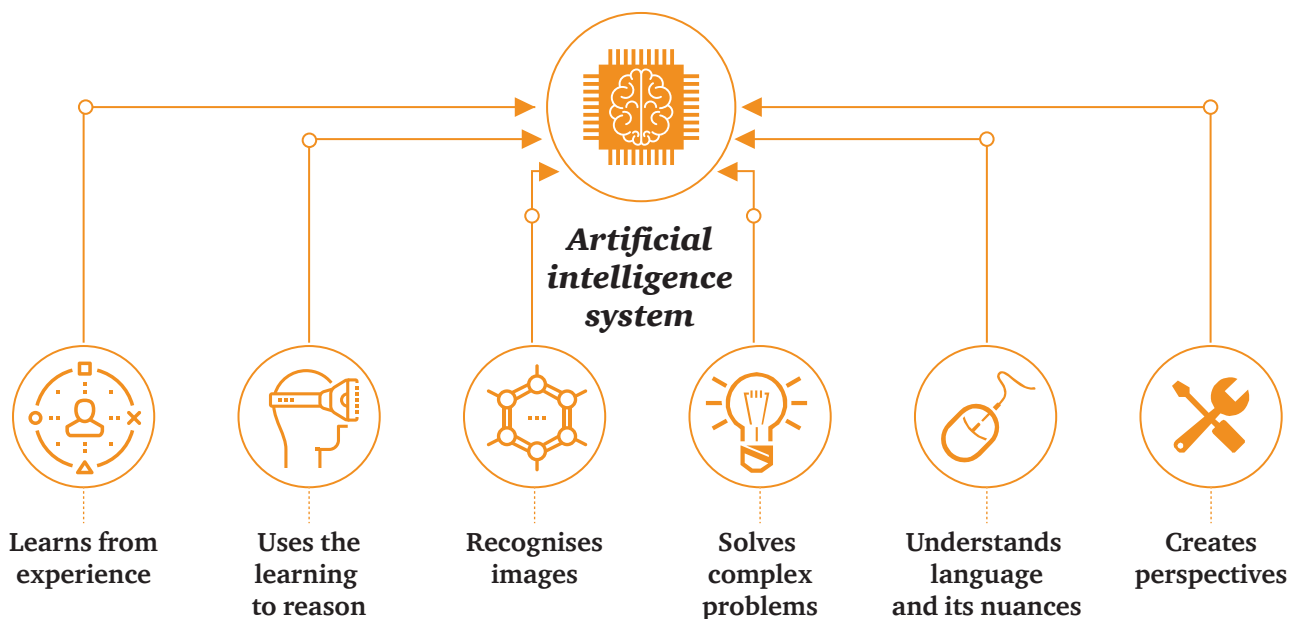 Artificial
intelligence
system
Learns from
experience
Uses the
learning
to reason
Recognises
images
Solves
complex
problems
Understands
language
and its nuances
Creates
perspectives